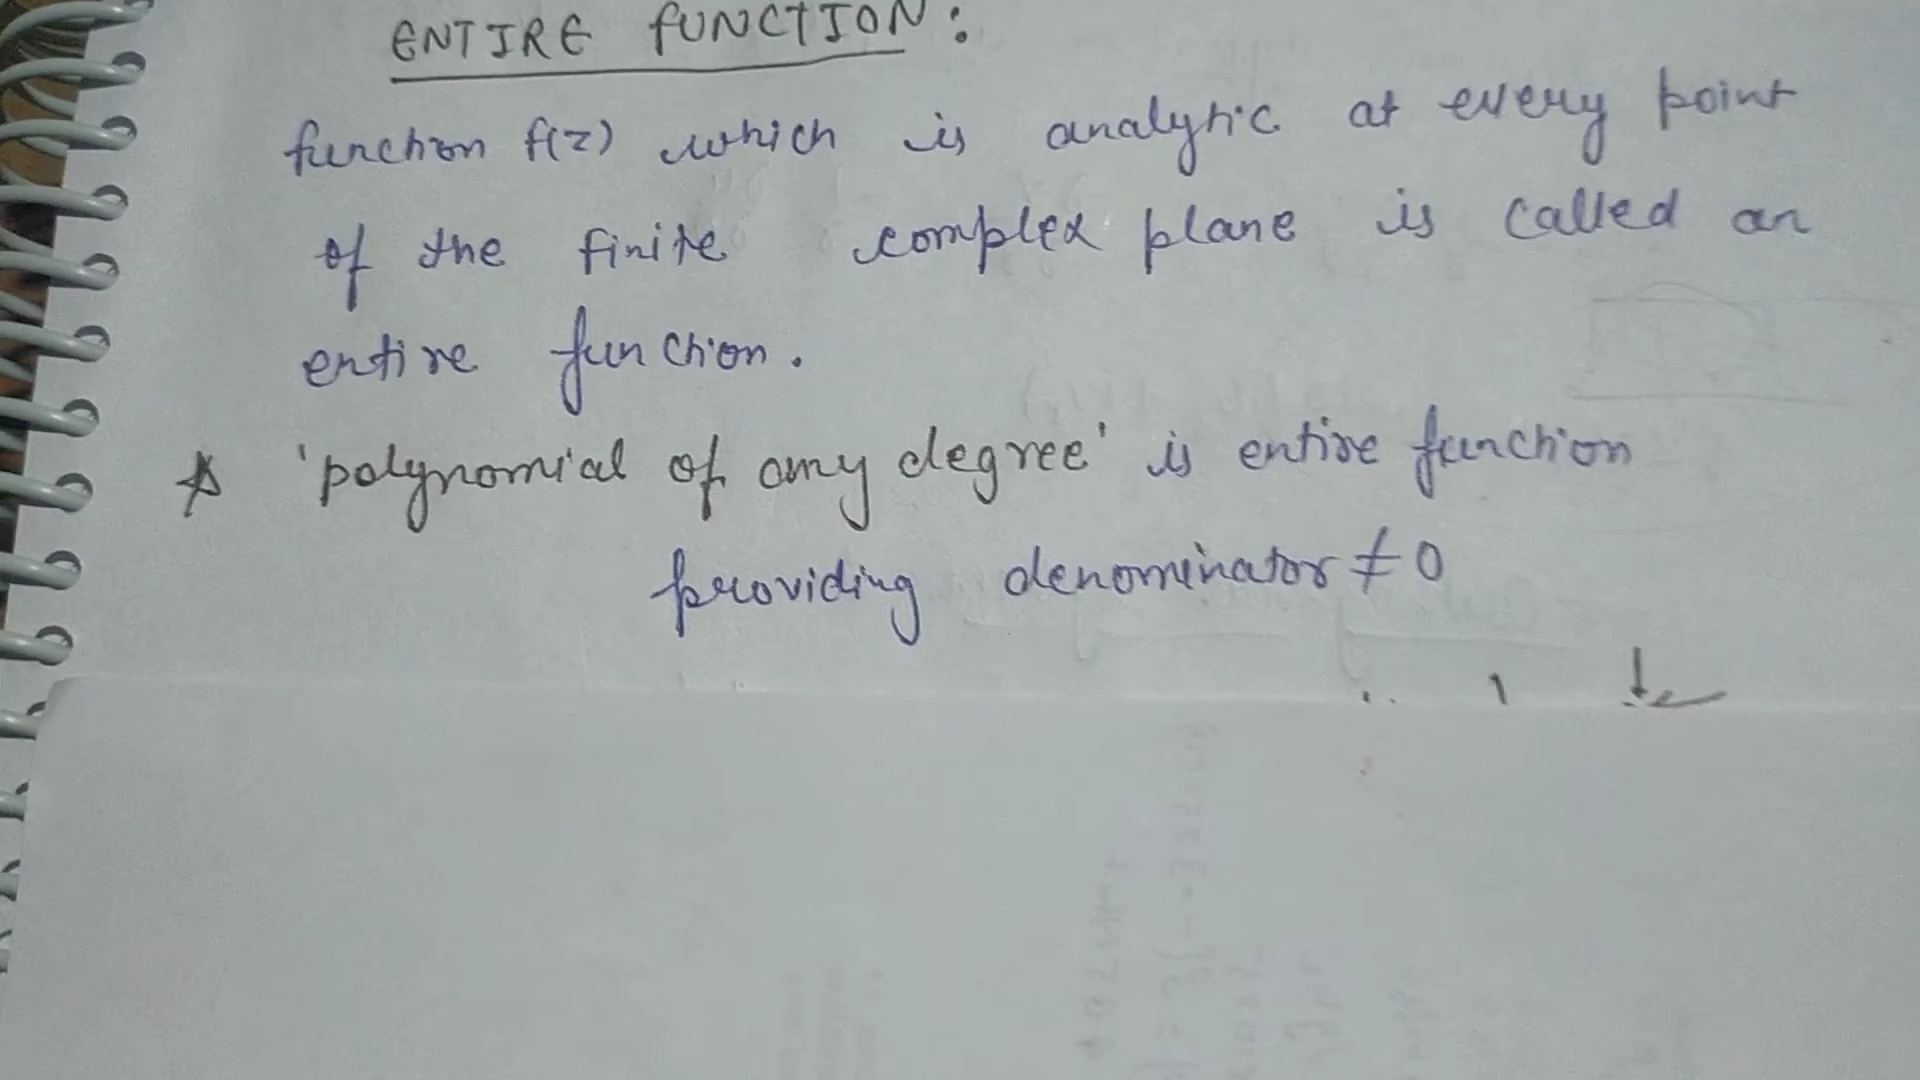 ENTIRE FUNCTION:
function f(z) which is analytic at every point
of the finite complex plane is called an
entire function.
☆ 'polynomial of any degree' is entire function
providing denominator ≠ 0